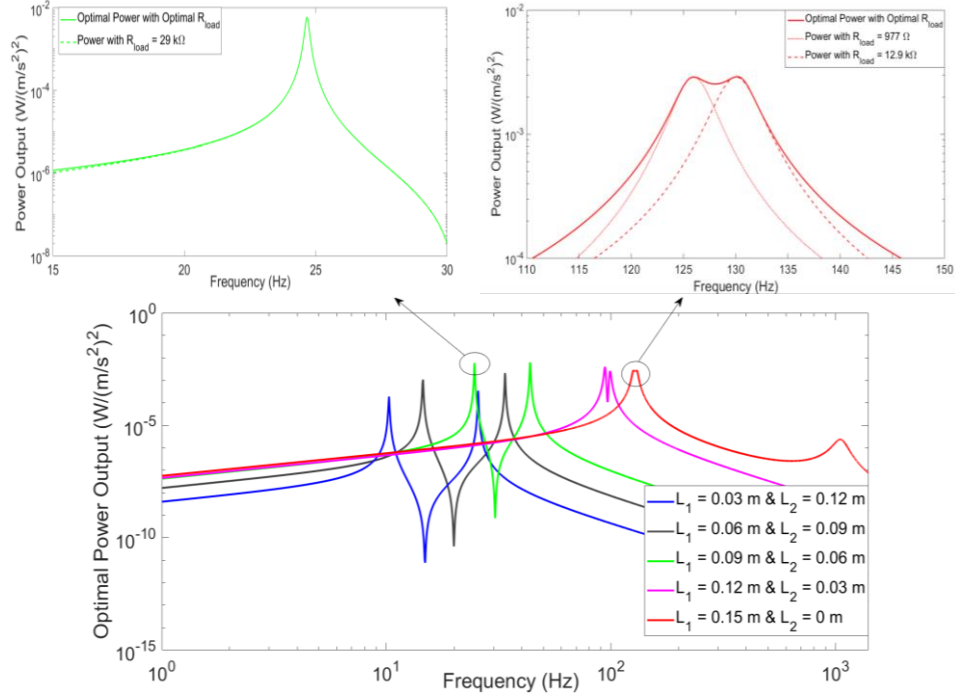 Optimal Power with Optimal R_load
Power with R_load = 29 kΩ
Power Output (W/(m/s²)²)
10^-2
10^-4
10^-6
10^-8
15
20
25
30
Frequency (Hz)
Optimal Power with Optimal R_load
Power with R_load = 977 Ω
Power with R_load = 12.9 kΩ
Power Output (W/(m/s²)²)
10^-2
10^-3
10^-4
110
115
120
125
130
135
140
145
150
Frequency (Hz)
Optimal Power Output (W/(m/s²)²)
10^0
10^-5
10^-10
10^-15
10^0
10^1
10^2
10^3
Frequency (Hz)
L_1 = 0.03 m & L_2 = 0.12 m
L_1 = 0.06 m & L_2 = 0.09 m
L_1 = 0.09 m & L_2 = 0.06 m
L_1 = 0.12 m & L_2 = 0.03 m
L_1 = 0.15 m & L_2 = 0 m